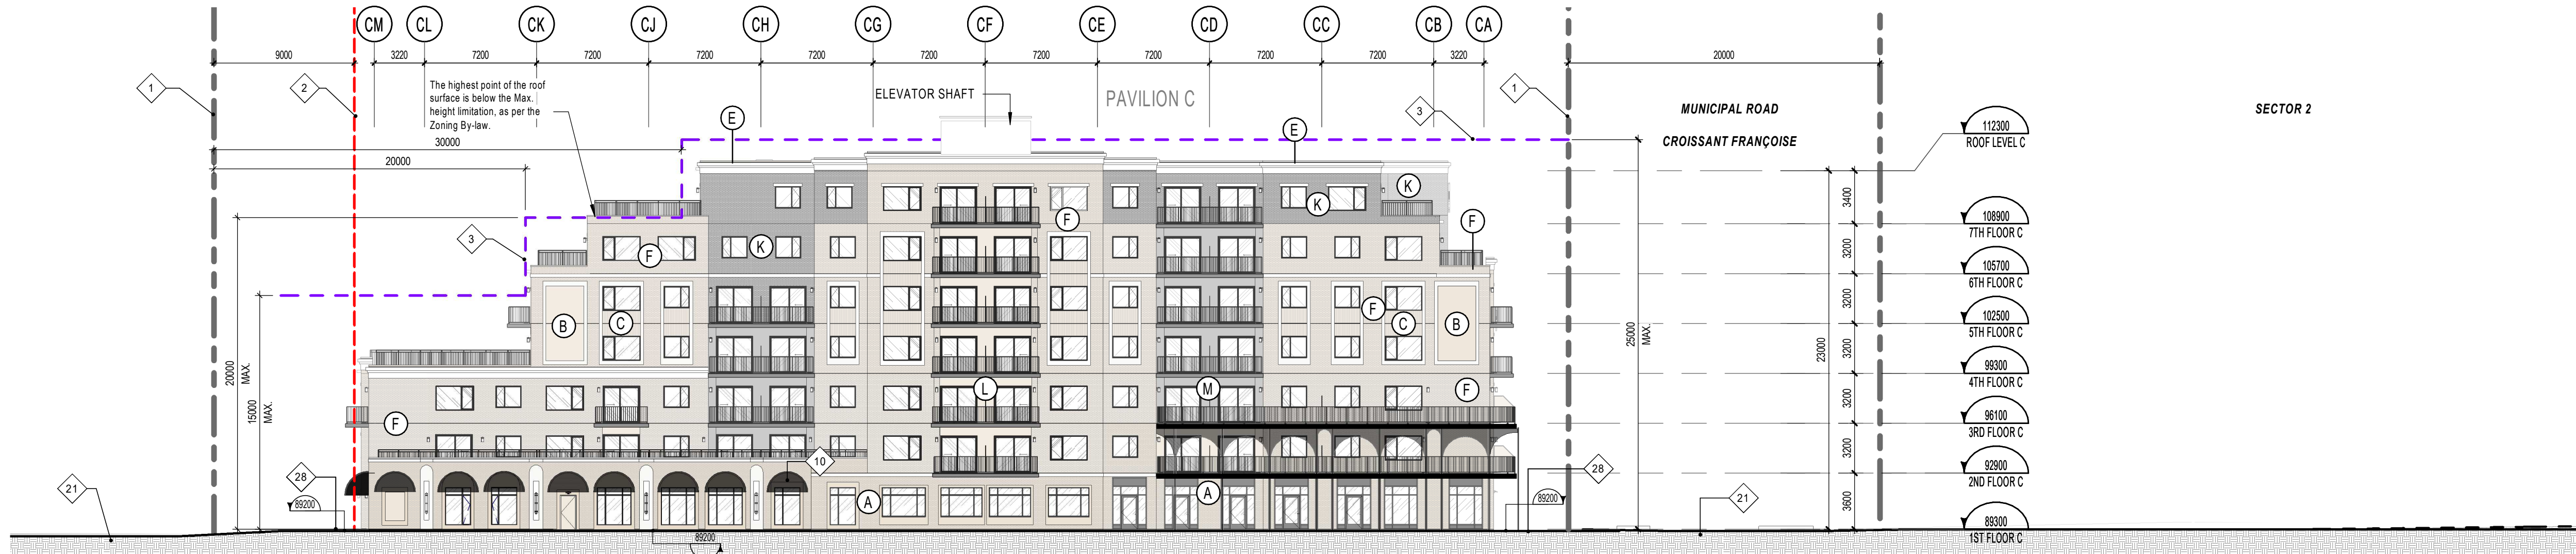 CM CL CK CJ CH CG CF CE CD CC CB CA
9000 3220 7200 7200 7200 7200 7200 7200 7200 7200 7200 3220 20000
1 2 1
The highest point of the roof
surface is below the Max.
height limitation, as per the
Zoning By-law.
ELEVATOR SHAFT
PAVILION C
3
MUNICIPAL ROAD
CROISSANT FRANÇOISE
SECTOR 2
E E
30000
20000
112300
ROOF LEVEL C
K K
3400
108900
7TH FLOOR C
F F
3 F K
3200
105700
6TH FLOOR C
3200
B C F C B
102500
5TH FLOOR C
20000
MAX.
15000
MAX.
25000
MAX.
23000
3200
99300
4TH FLOOR C
L M F
3200
96100
3RD FLOOR C
F
3200
10
28 28
92900
2ND FLOOR C
21 A A 21
89200 89200
3600
89300
1ST FLOOR C
89200